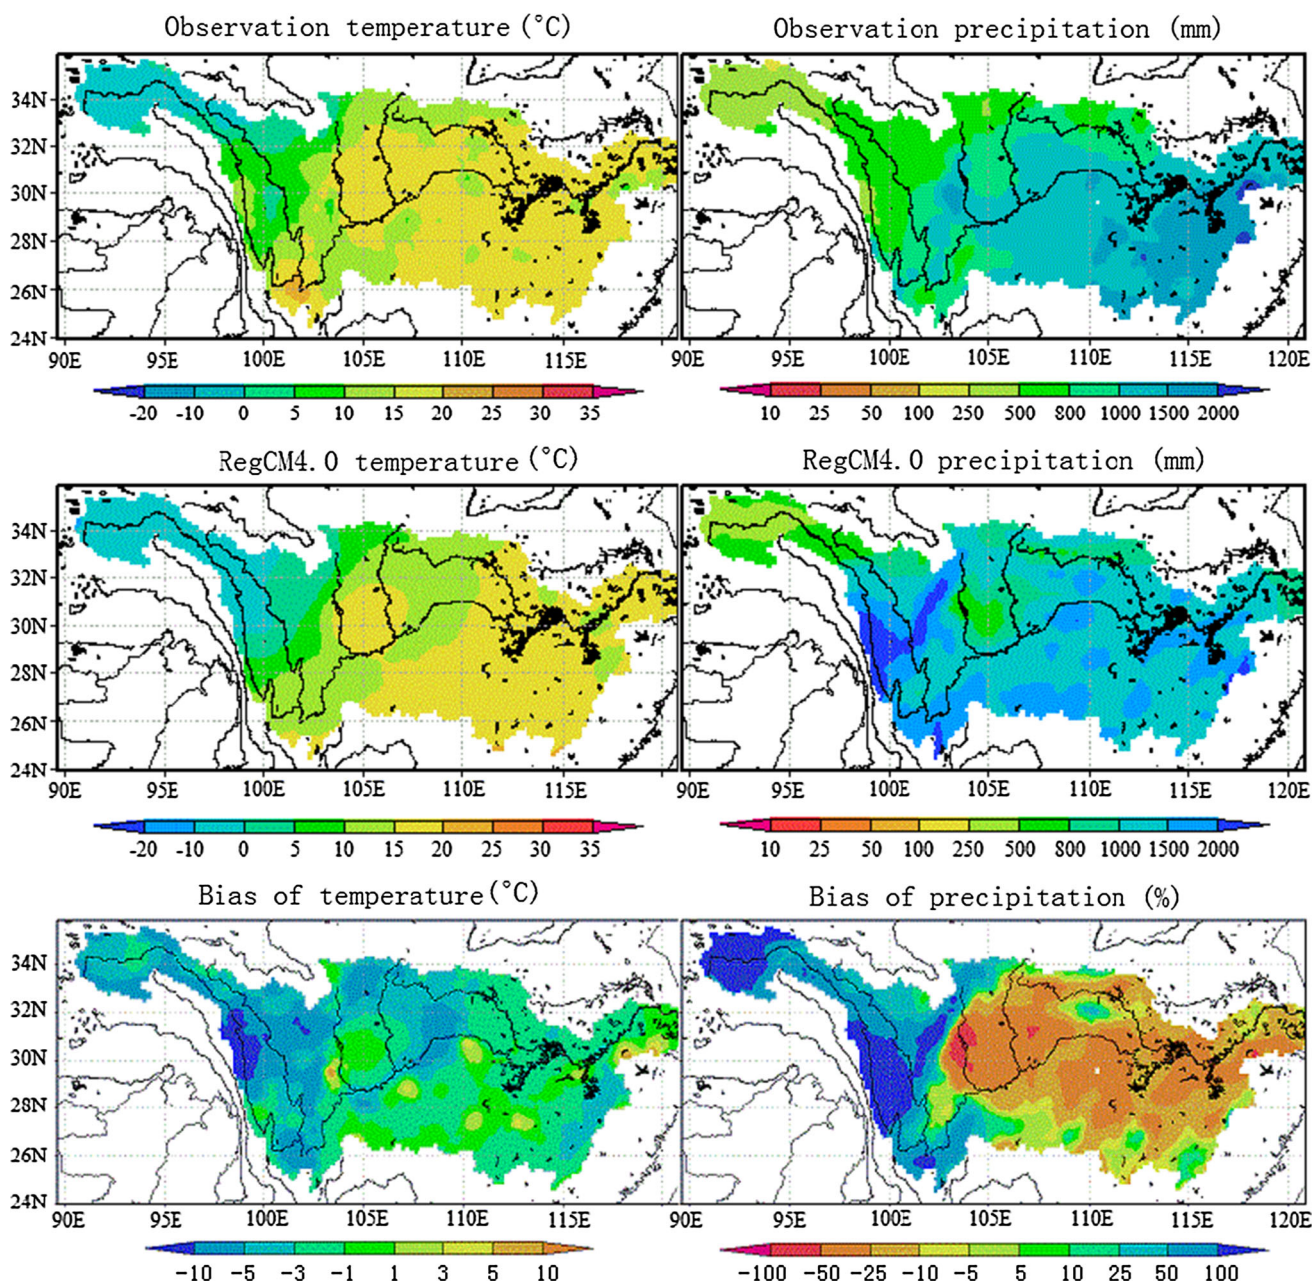 Observation temperature (°C)
Observation precipitation (mm)
34N
32N
30N
28N
26N
24N
90E 95E 100E 105E 110E 115E
90E 95E 100E 105E 110E 115E 120E
-20 -10 0 5 10 15 20 25 30 35
10 25 50 100 250 500 800 1000 1500 2000
RegCM4.0 temperature (°C)
RegCM4.0 precipitation (mm)
34N
32N
30N
28N
26N
24N
90E 95E 100E 105E 110E 115E
90E 95E 100E 105E 110E 115E 120E
-20 -10 0 5 10 15 20 25 30 35
10 25 50 100 250 500 800 1000 1500 2000
Bias of temperature (°C)
Bias of precipitation (%)
34N
32N
30N
28N
26N
24N
90E 95E 100E 105E 110E 115E
90E 95E 100E 105E 110E 115E 120E
-10 -5 -3 -1 1 3 5 10
-100 -50 -25 -10 -5 5 10 25 50 100